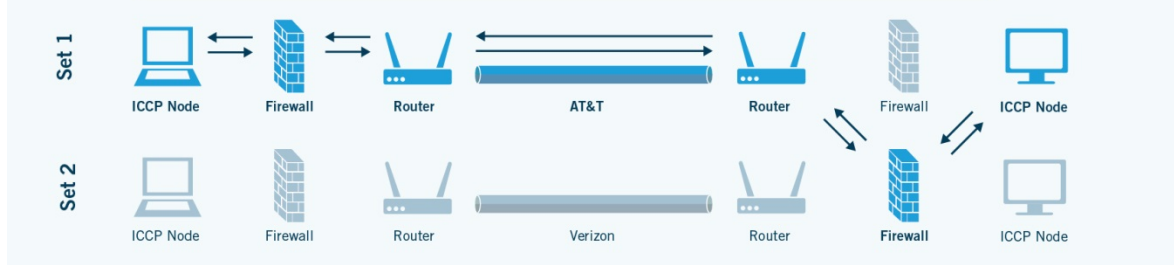 Set 1
ICCP Node
Firewall
Router
AT&T
Router
Firewall
ICCP Node
Set 2
ICCP Node
Firewall
Router
Verizon
Router
Firewall
ICCP Node